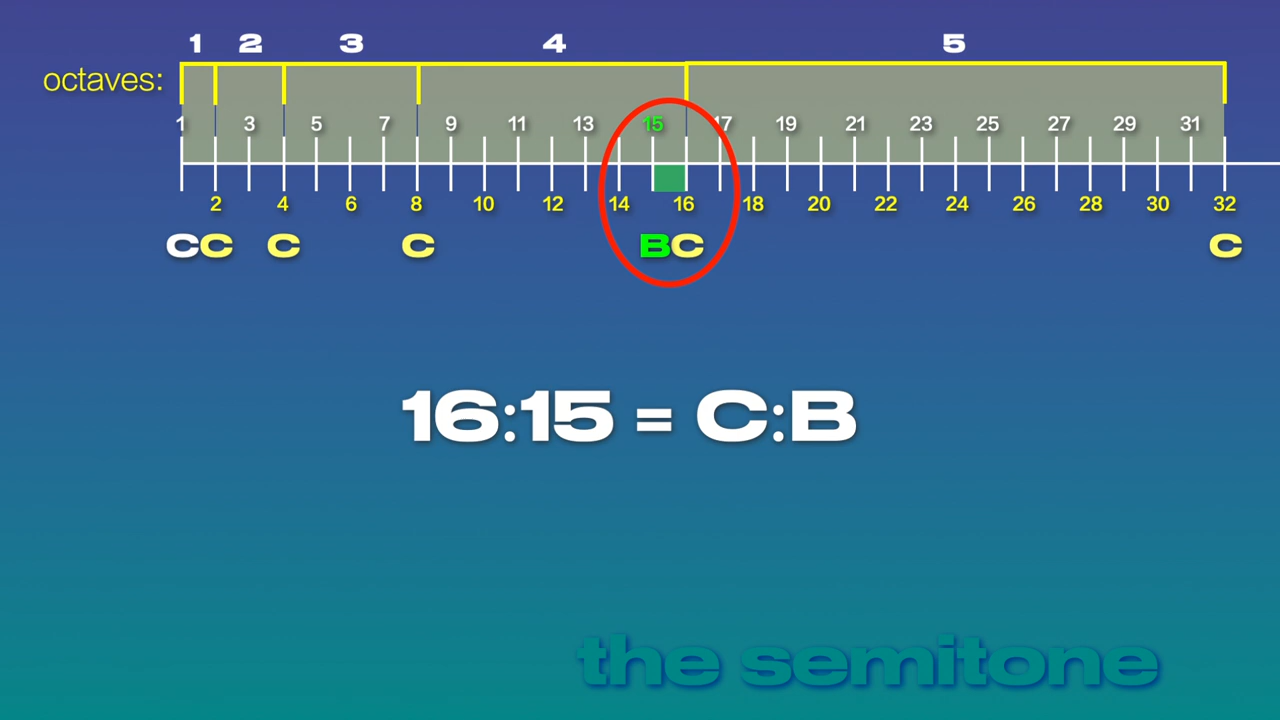 1 2 3 4 5
octaves:
1 3 5 7 9 11 13 15 17 19 21 23 25 27 29 31
2 4 6 8 10 12 14 16 18 20 22 24 26 28 30 32
C C C C B C C
16:15 = C:B
the semitone